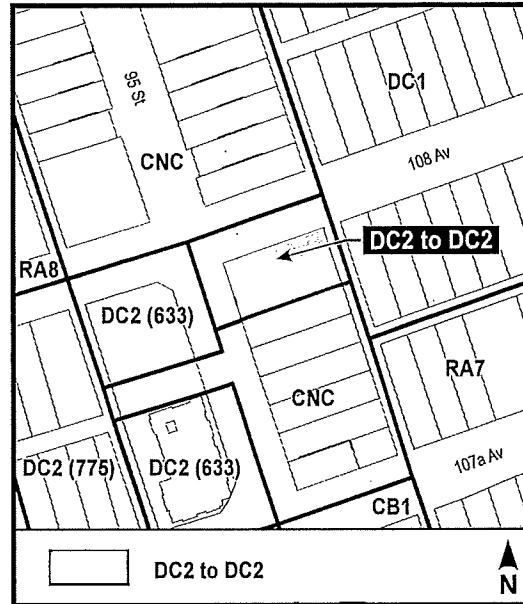 DC1
95 St
108 Av
CNC
DC2 to DC2
RA8
DC2 (633)
RA7
CNC
DC2 (775)
DC2 (633)
107a Av
CB1
DC2 to DC2
N